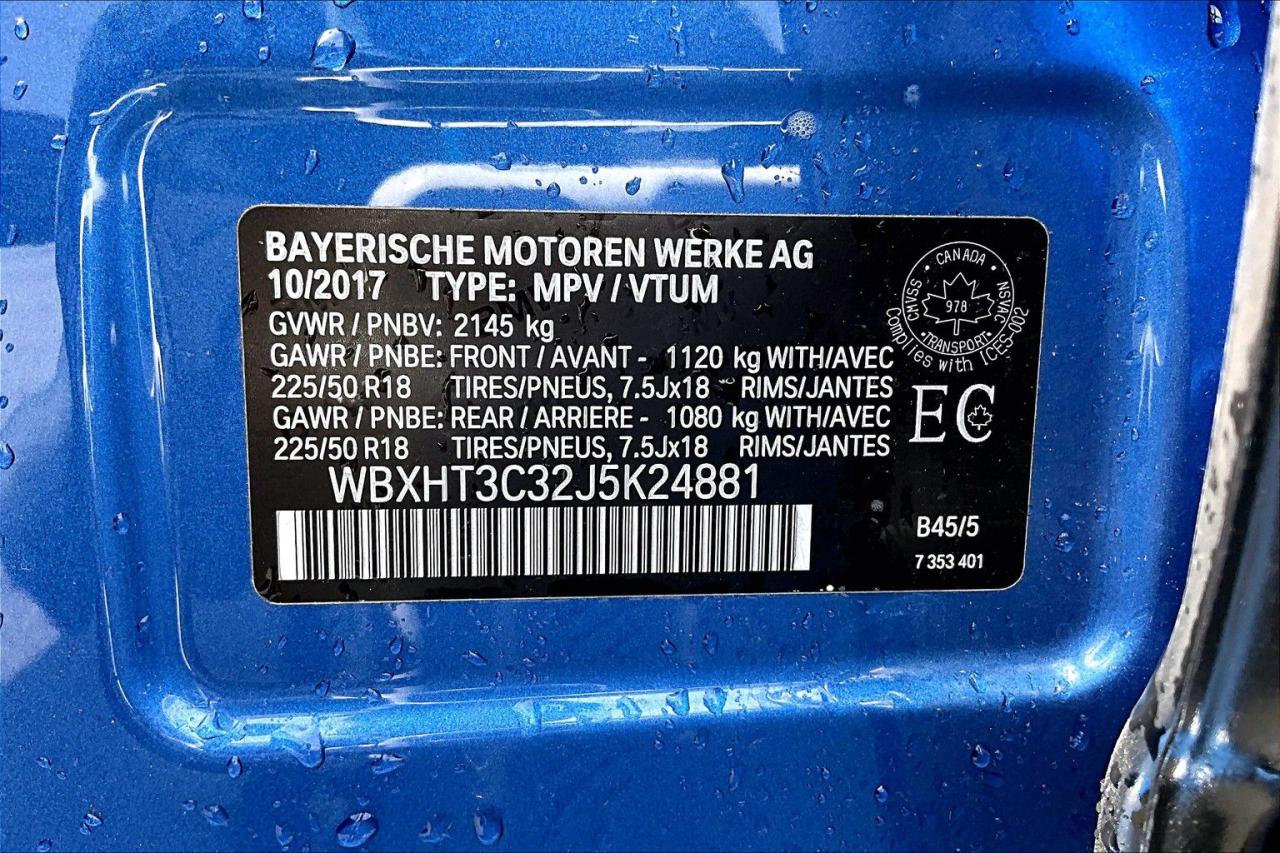 BAYERISCHE MOTOREN WERKE AG
10/2017 TYPE: MPV / VTUM
GVWR / PNBV: 2145 kg
GAWR / PNBE: FRONT / AVANT - 1120 kg WITH/AVEC
225/50 R18 TIRES/PNEUS, 7.5Jx18 RIMS/JANTES
GAWR / PNBE: REAR / ARRIERE - 1080 kg WITH/AVEC
225/50 R18 TIRES/PNEUS, 7.5Jx18 RIMS/JANTES
WBXHT3C32J5K24881
CANADA
CMVSS
978
NSVAC
TRANSPORT
Complies with ICES-002
EC
B45/5
7 353 401